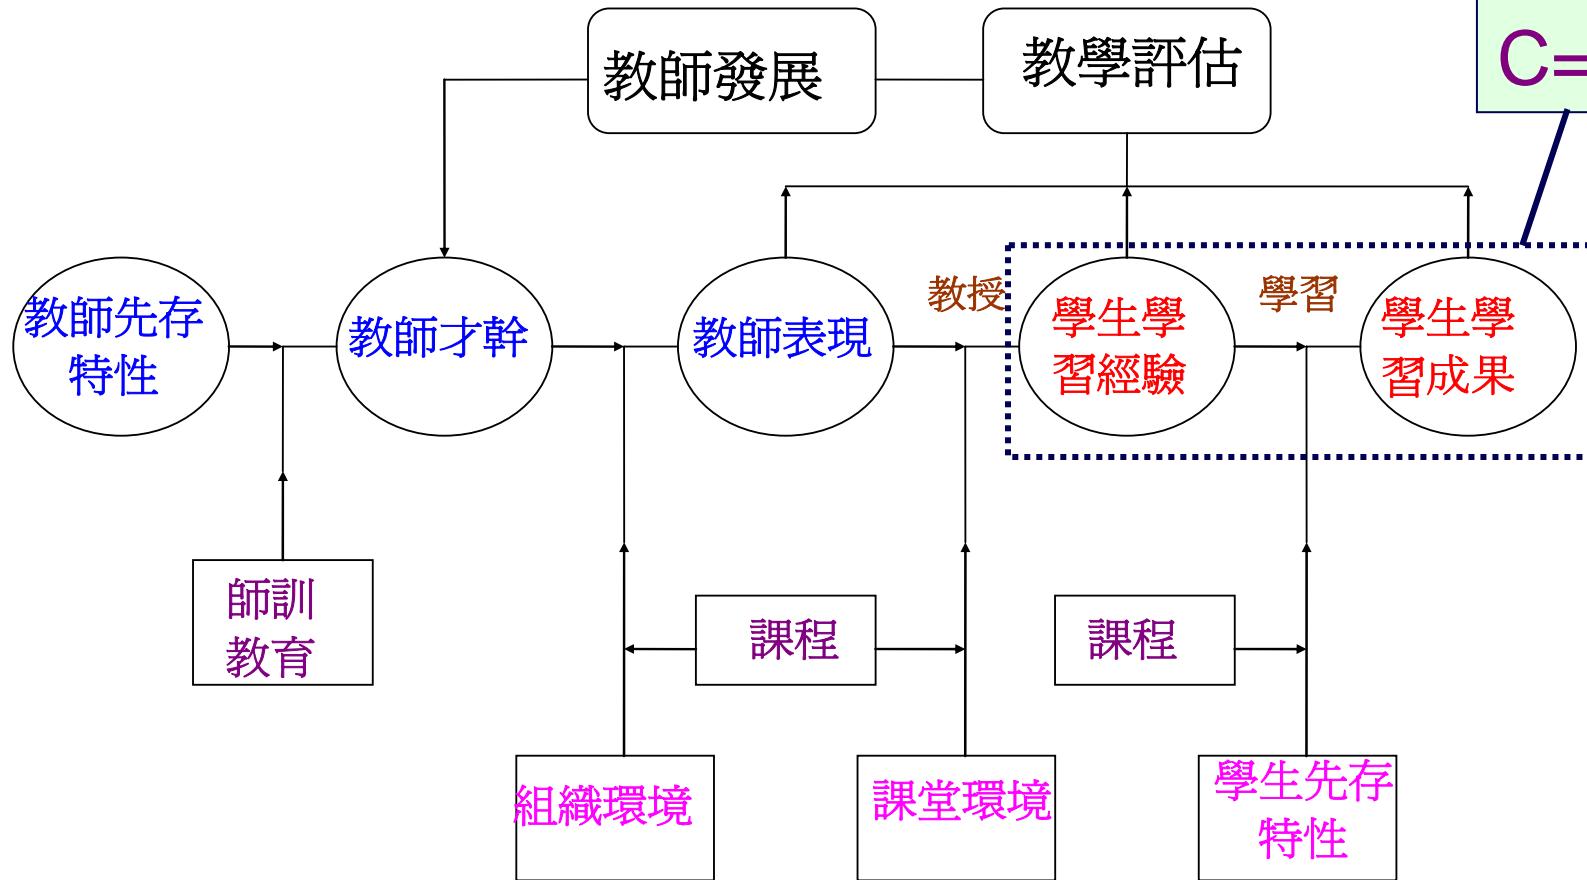 教師發展
教學評估
C=
教授
學習
教師先存
特性
教師才幹
教師表現
學生學
習經驗
學生學
習成果
師訓
教育
課程
課程
組織環境
課堂環境
學生先存
特性